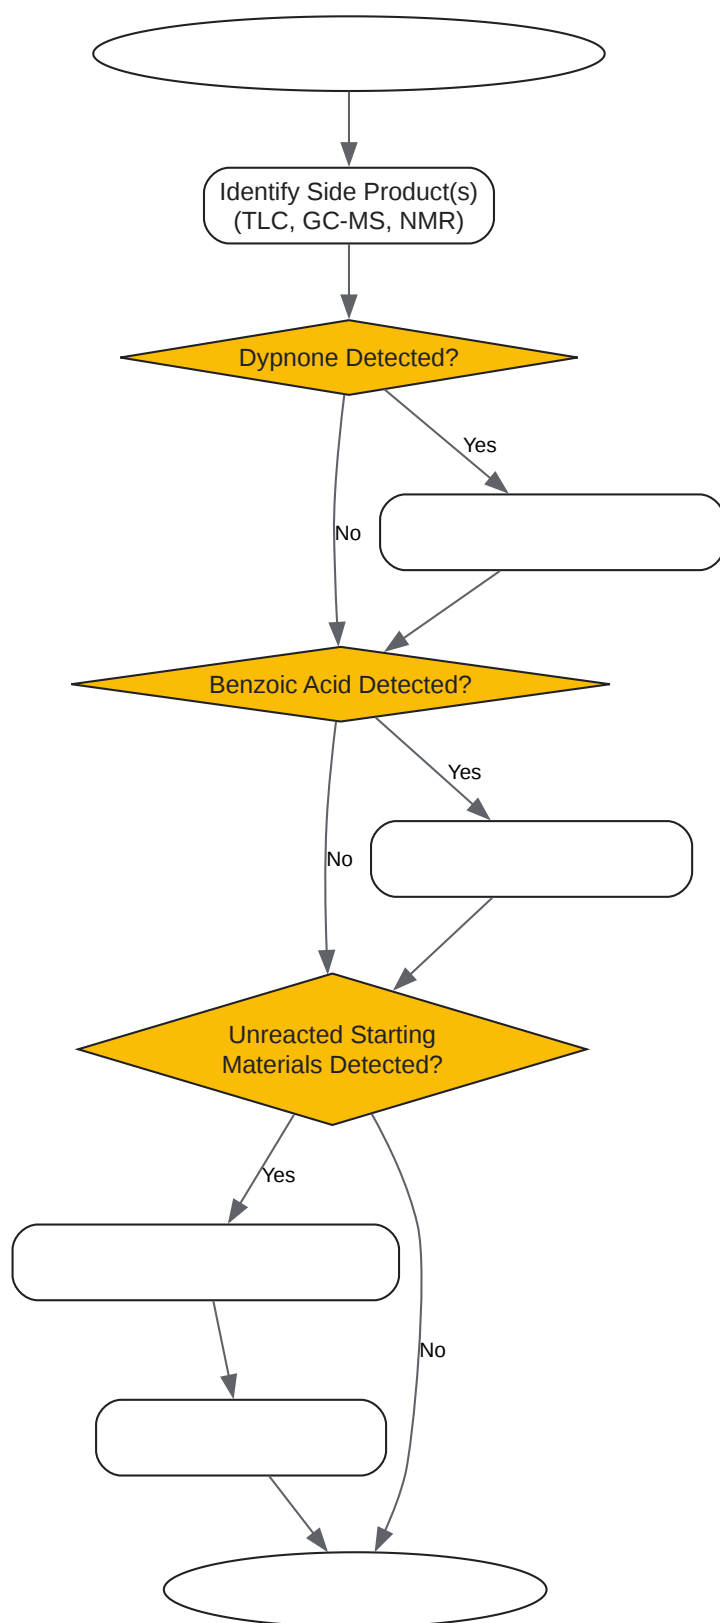 Identify Side Product(s)
(TLC, GC-MS, NMR)
Dypnone Detected?
Yes
No
Benzoic Acid Detected?
Yes
No
Unreacted Starting
Materials Detected?
Yes
No